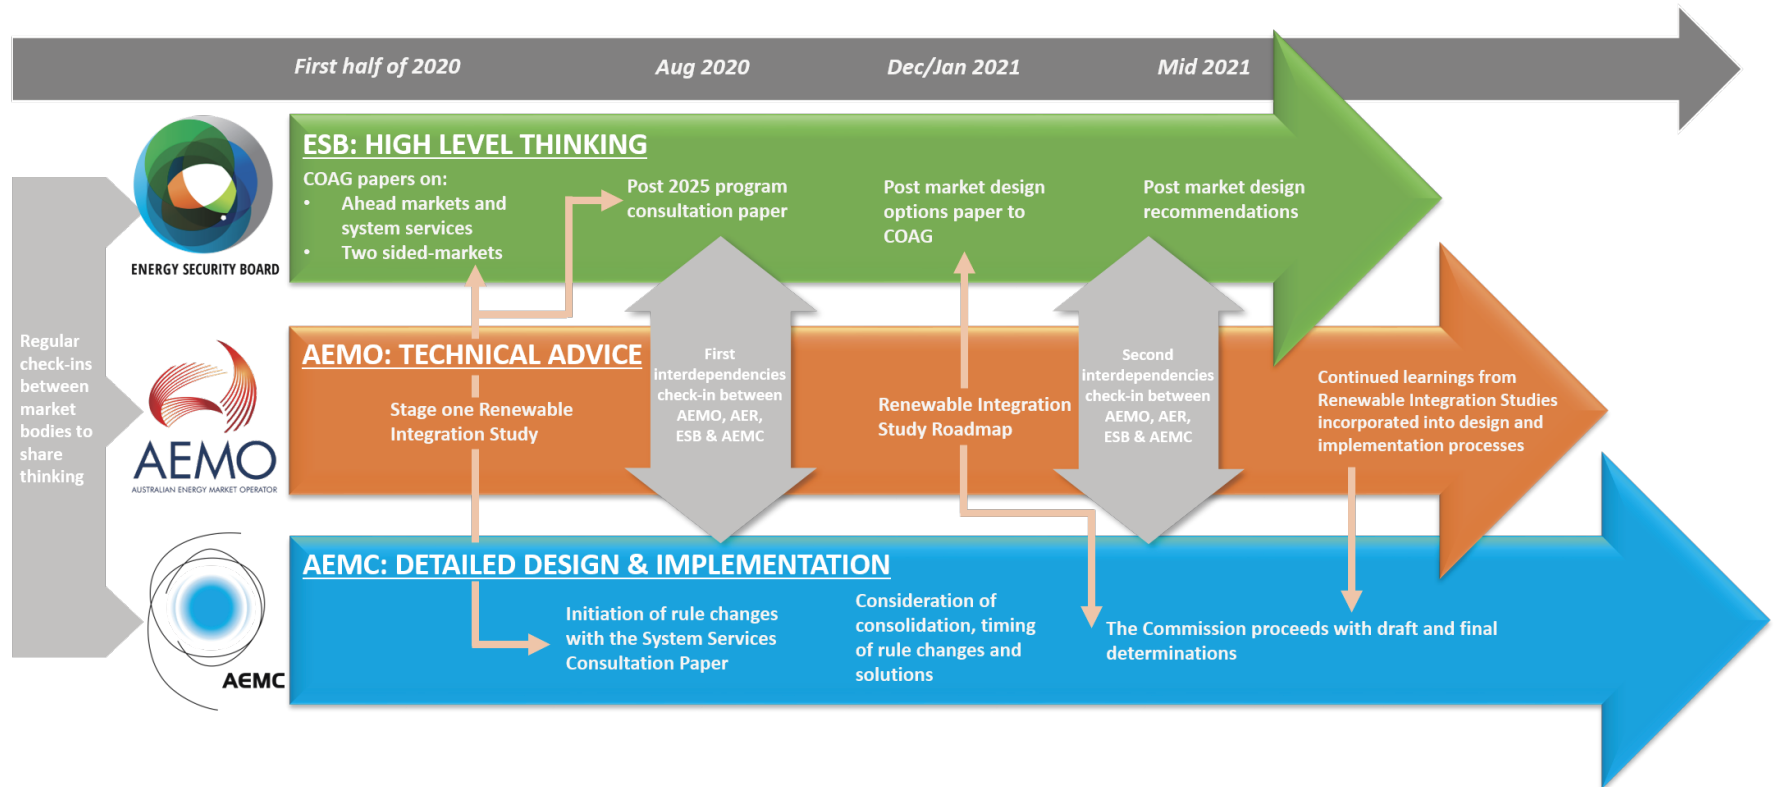 First half of 2020
Aug 2020
Dec/Jan 2021
Mid 2021
ENERGY SECURITY BOARD
ESB: HIGH LEVEL THINKING
COAG papers on:
• Ahead markets and
system services
• Two sided-markets
Post 2025 program
consultation paper
Post market design
options paper to
COAG
Post market design
recommendations
Regular
check-ins
between
market
bodies to
share
thinking
AEMO
AUSTRALIAN ENERGY MARKET OPERATOR
AEMO: TECHNICAL ADVICE
Stage one Renewable
Integration Study
First
interdependencies
check-in between
AEMO, AER,
ESB & AEMC
Renewable Integration
Study Roadmap
Second
interdependencies
check-in between
AEMO, AER,
ESB & AEMC
Continued learnings from
Renewable Integration Studies
incorporated into design and
implementation processes
AEMC
AEMC: DETAILED DESIGN & IMPLEMENTATION
Initiation of rule changes
with the System Services
Consultation Paper
Consideration of
consolidation, timing
of rule changes and
solutions
The Commission proceeds with draft and final
determinations